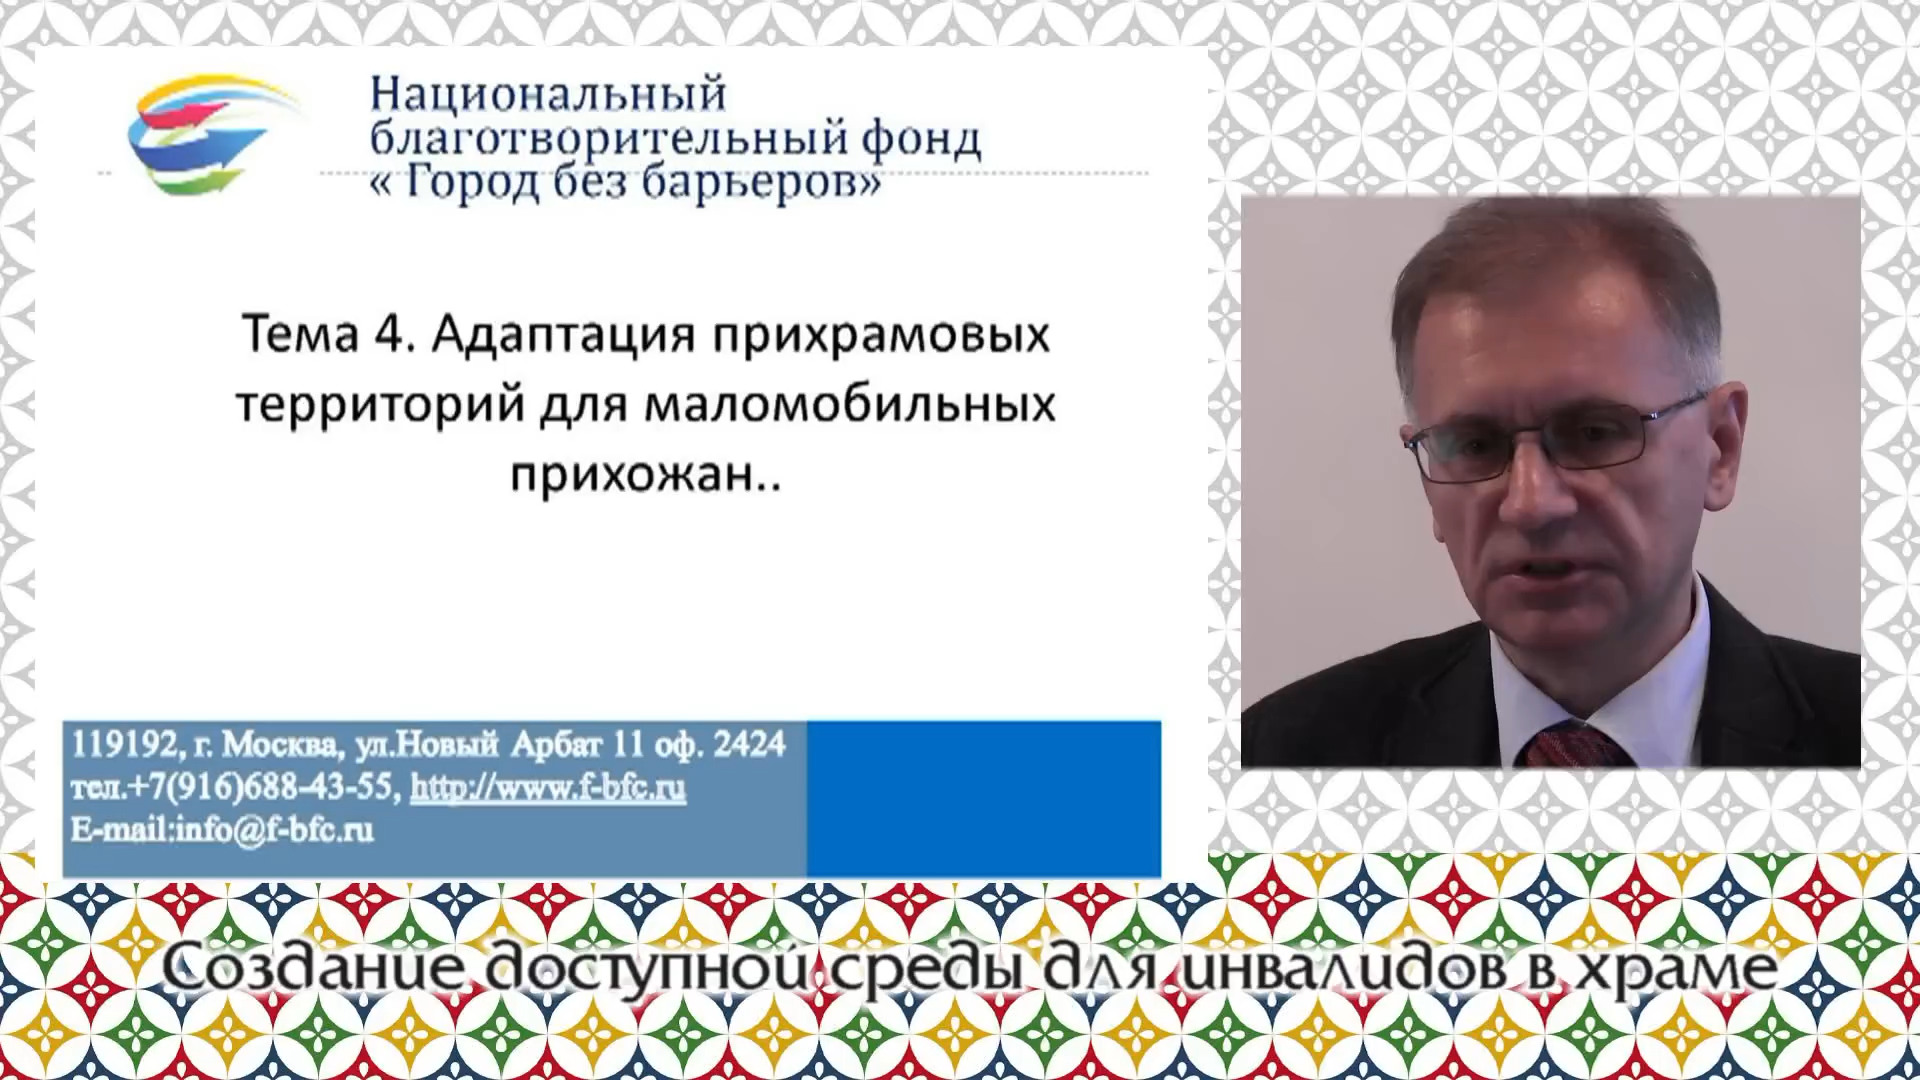 Национальный
благотворительный фонд
« Город без барьеров»
Тема 4. Адаптация прихрамовых
территорий для маломобильных
прихожан..
119192, г. Москва, ул.Новый Арбат 11 оф. 2424
тел.+7(916)688-43-55, http://www.f-bfc.ru
E-mail:info@f-bfc.ru
Создание доступной среды для инвалидов в храме